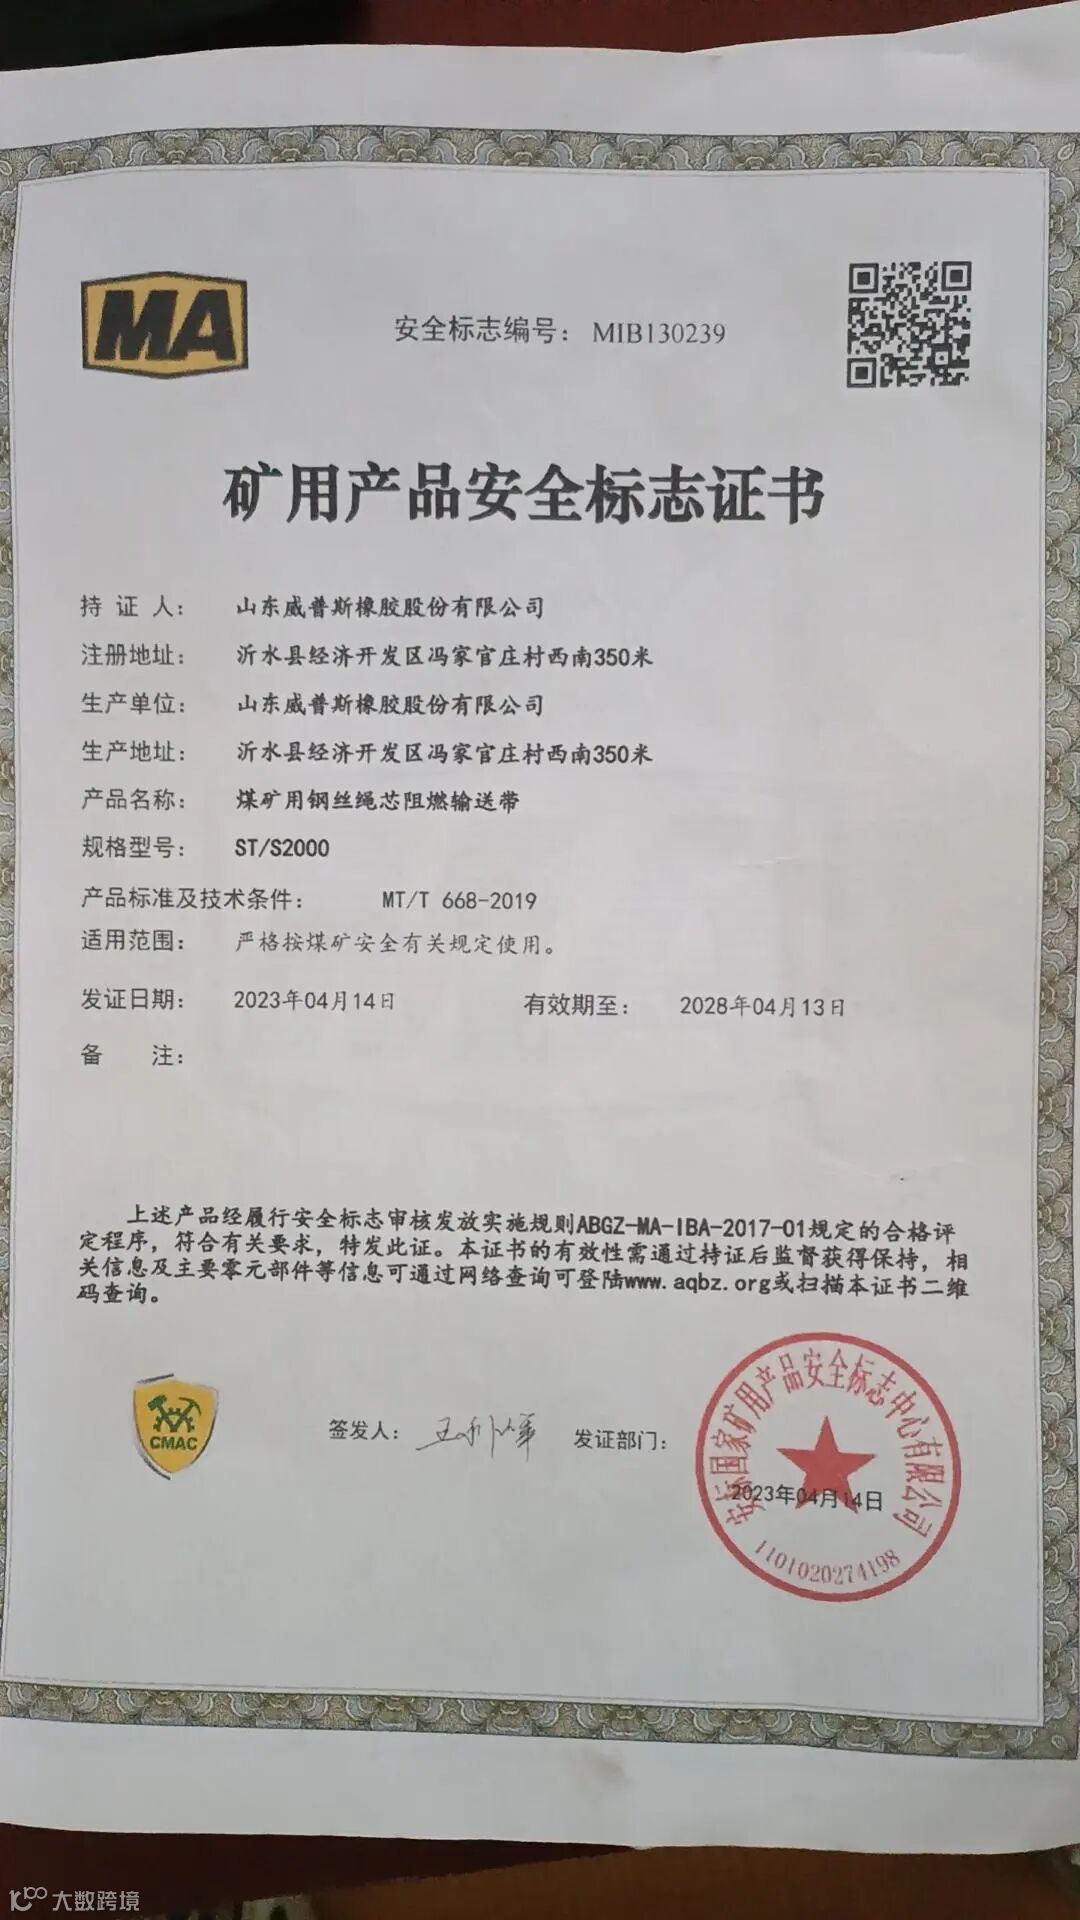 MA
安全标志编号： MIB130239
矿用产品安全标志证书
持 证 人： 山东威普斯橡胶股份有限公司
注册地址： 沂水县经济开发区冯家官庄村西南350米
生产单位： 山东威普斯橡胶股份有限公司
生产地址： 沂水县经济开发区冯家官庄村西南350米
产品名称： 煤矿用钢丝绳芯阻燃输送带
规格型号： ST/S2000
产品标准及技术条件： MT/T 668-2019
适用范围： 严格按煤矿安全有关规定使用。
发证日期： 2023年04月14日 有效期至： 2028年04月13日
备 注：
上述产品经履行安全标志审核发放实施规则ABGZ-MA-IBA-2017-01规定的合格评
定程序，符合有关要求，特发此证。本证书的有效性需通过持证后监督获得保持，相
关信息及主要零元部件等信息可通过网络查询可登陆www.aqbz.org或扫描本证书二维
码查询。
CMAC
签发人： 发证部门：
安标国家矿用产品安全标志中心有限公司
2023年04月14日
1101020274198
大数跨境